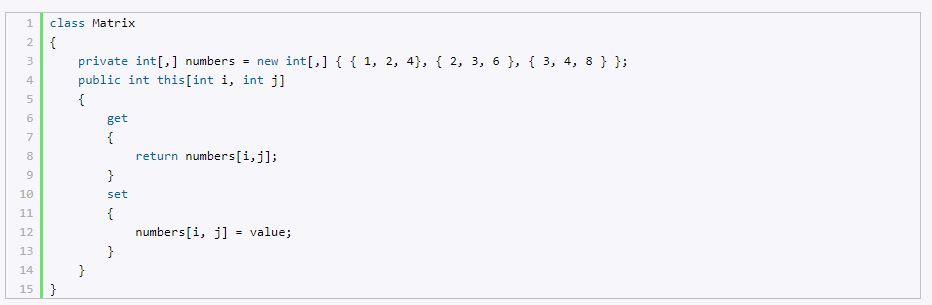 1 class Matrix
2 {
3     private int[,] numbers = new int[,] { { 1, 2, 4}, { 2, 3, 6 }, { 3, 4, 8 } };
4     public int this[int i, int j]
5     {
6         get
7         {
8             return numbers[i,j];
9         }
10         set
11         {
12             numbers[i, j] = value;
13         }
14     }
15 }